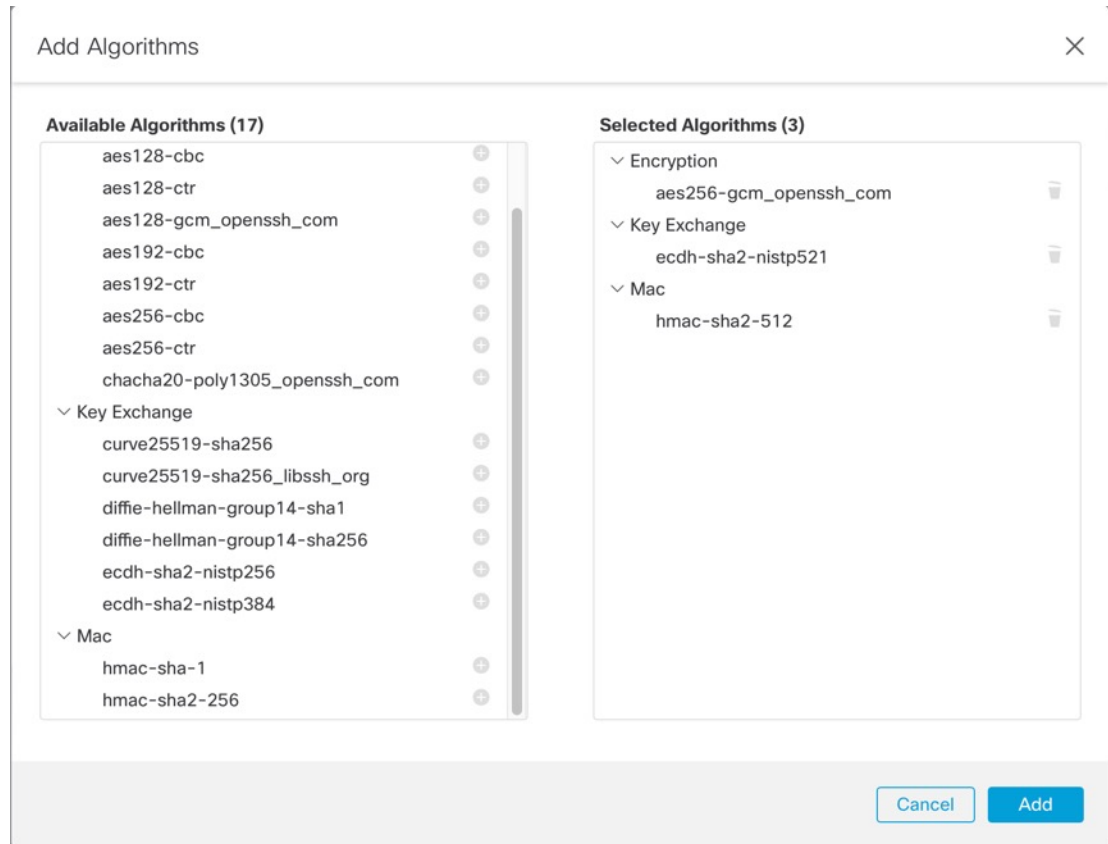 Add Algorithms
Available Algorithms (17)
aes128-cbc
aes128-ctr
aes128-gcm_openssh_com
aes192-cbc
aes192-ctr
aes256-cbc
aes256-ctr
chacha20-poly1305_openssh_com
Key Exchange
curve25519-sha256
curve25519-sha256_libssh_org
diffie-hellman-group14-sha1
diffie-hellman-group14-sha256
ecdh-sha2-nistp256
ecdh-sha2-nistp384
Mac
hmac-sha-1
hmac-sha2-256
Selected Algorithms (3)
Encryption
aes256-gcm_openssh_com
Key Exchange
ecdh-sha2-nistp521
Mac
hmac-sha2-512
Cancel
Add